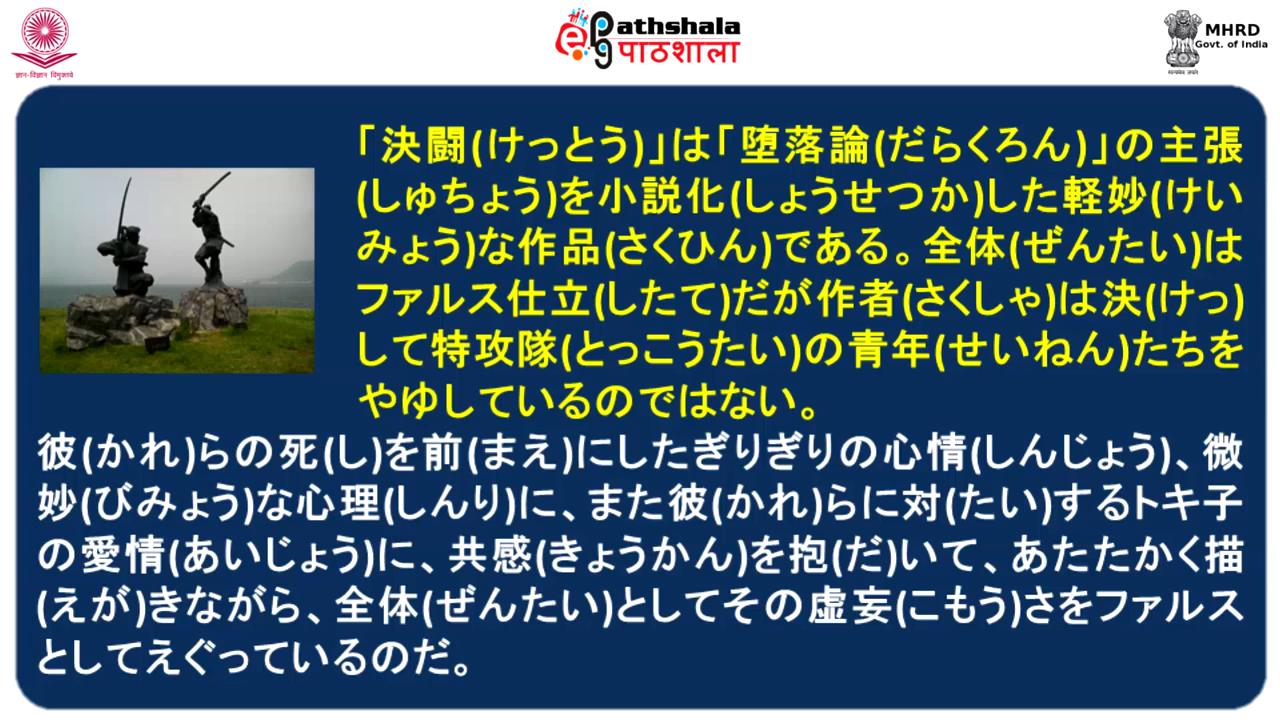 ज्ञान-विज्ञान विमुक्तये
ePg athshala
पाठशाला
MHRD
Govt. of India
सत्यमेव जयते
「決闘(けっとう)」は「堕落論(だらくろん)」の主張
(しゅちょう)を小説化(しょうせつか)した軽妙(けい
みょう)な作品(さくひん)である。全体(ぜんたい)は
ファルス仕立(したて)だが作者(さくしゃ)は決(けっ)
して特攻隊(とっこうたい)の青年(せいねん)たちを
やゆしているのではない。
彼(かれ)らの死(し)を前(まえ)にしたぎりぎりの心情(しんじょう)、微
妙(びみょう)な心理(しんり)に、また彼(かれ)らに対(たい)するトキ子
の愛情(あいじょう)に、共感(きょうかん)を抱(だ)いて、あたたかく描
(えが)きながら、全体(ぜんたい)としてその虚妄(こもう)さをファルス
としてえぐっているのだ。